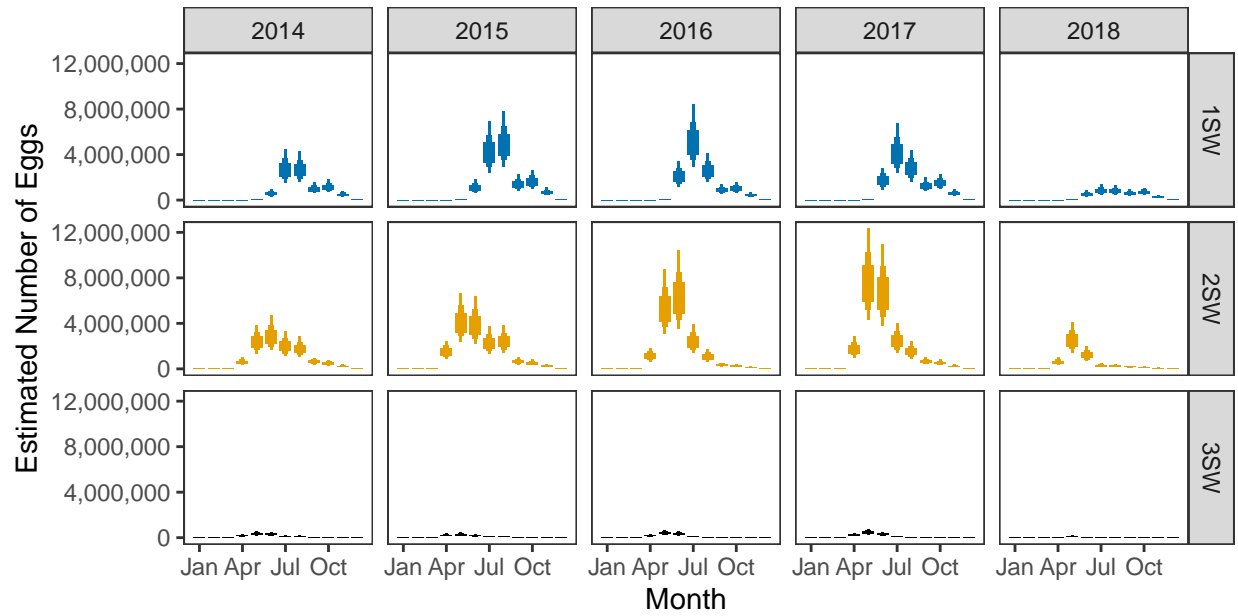 2014 2015 2016 2017 2018
Estimated Number of Eggs
12,000,000
8,000,000
4,000,000
0
1SW
12,000,000
8,000,000
4,000,000
0
2SW
12,000,000
8,000,000
4,000,000
0
3SW
Jan Apr Jul Oct Jan Apr Jul Oct Jan Apr Jul Oct Jan Apr Jul Oct Jan Apr Jul Oct
Month